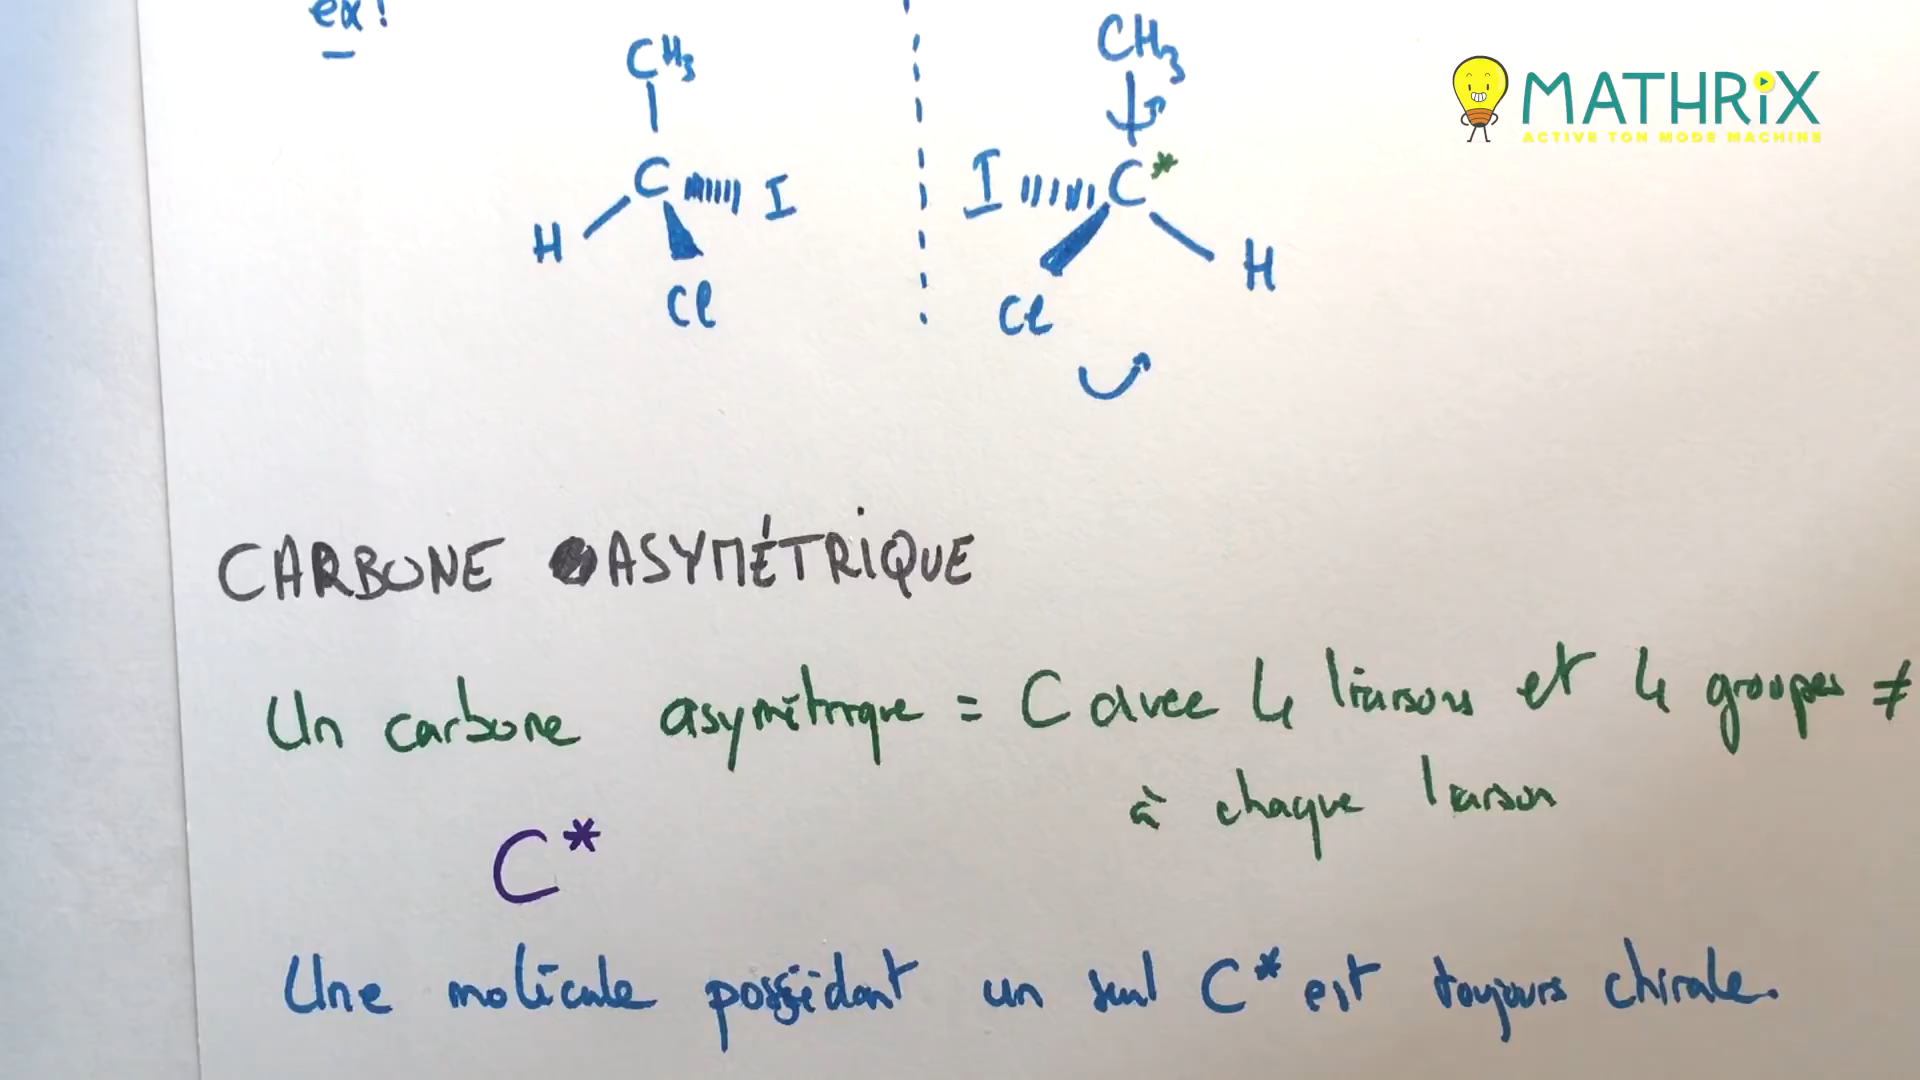 ex:
CH3 CH3
C I I C*
H Cl Cl H
MATHRiX
ACTIVE TON MODE MACHINE
CARBONE ASYMÉTRIQUE
Un carbone asymétrique = C avec 4 liaisons et 4 groupes ≠
à chaque liaison
C*
Une molécule possédant un seul C* est toujours chirale.